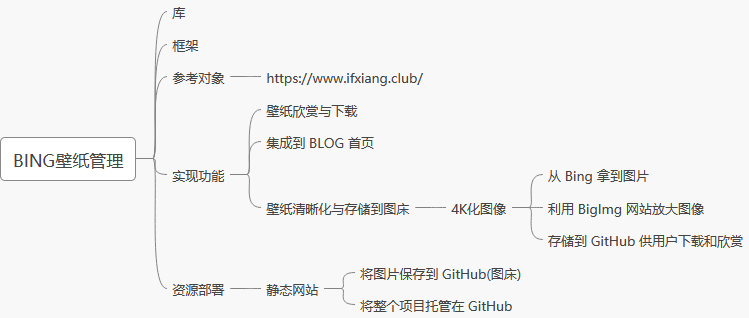 BING壁纸管理
库
框架
参考对象
https://www.ifxiang.club/
实现功能
壁纸欣赏与下载
集成到 BLOG 首页
壁纸清晰化与存储到图床
4K化图像
从 Bing 拿到图片
利用 BigImg 网站放大图像
存储到 GitHub 供用户下载和欣赏
资源部署
静态网站
将图片保存到 GitHub(图床)
将整个项目托管在 GitHub